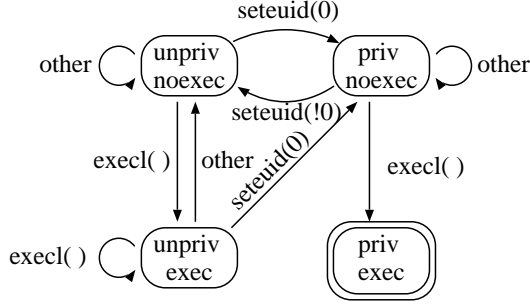 seteuid(0)
unpriv
noexec
priv
noexec
other
other
seteuid(!0)
execl( )
other
seteuid(0)
execl( )
unpriv
exec
priv
exec
execl( )